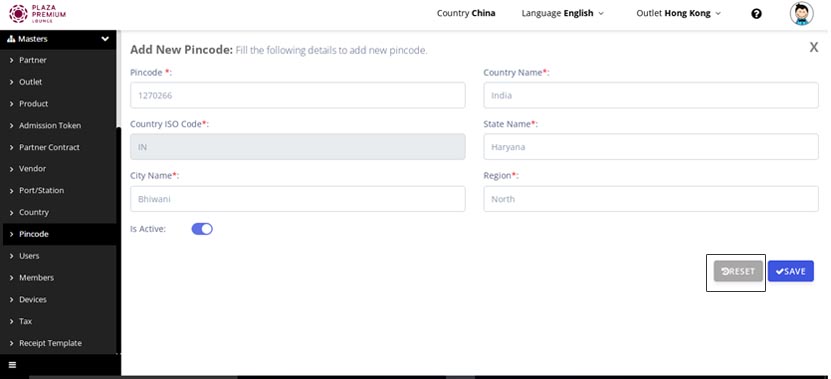 PLAZA
PREMIUM
LOUNGE
Country China
Language English
Outlet Hong Kong
Masters
Partner
Outlet
Product
Admission Token
Partner Contract
Vendor
Port/Station
Country
Pincode
Users
Members
Devices
Tax
Receipt Template
Add New Pincode: Fill the following details to add new pincode.
X
Pincode *:
1270266
Country Name*:
India
Country ISO Code*:
IN
State Name*:
Haryana
City Name*:
Bhiwani
Region*:
North
Is Active:
RESET
SAVE